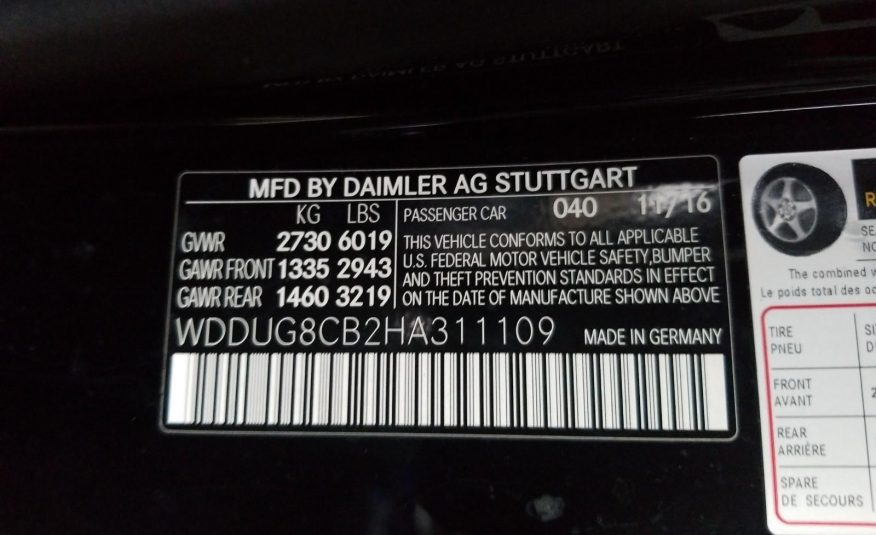 MFD BY DAIMLER AG STUTTGART
KG LBS
GVWR 2730 6019
GAWR FRONT 1335 2943
GAWR REAR 1460 3219
PASSENGER CAR 040 11/16
THIS VEHICLE CONFORMS TO ALL APPLICABLE
U.S. FEDERAL MOTOR VEHICLE SAFETY,BUMPER
AND THEFT PREVENTION STANDARDS IN EFFECT
ON THE DATE OF MANUFACTURE SHOWN ABOVE
WDDUG8CB2HA311109 MADE IN GERMANY
The combined
Le poids total des
TIRE
PNEU
FRONT
AVANT
REAR
ARRIÈRE
SPARE
DE SECOURS